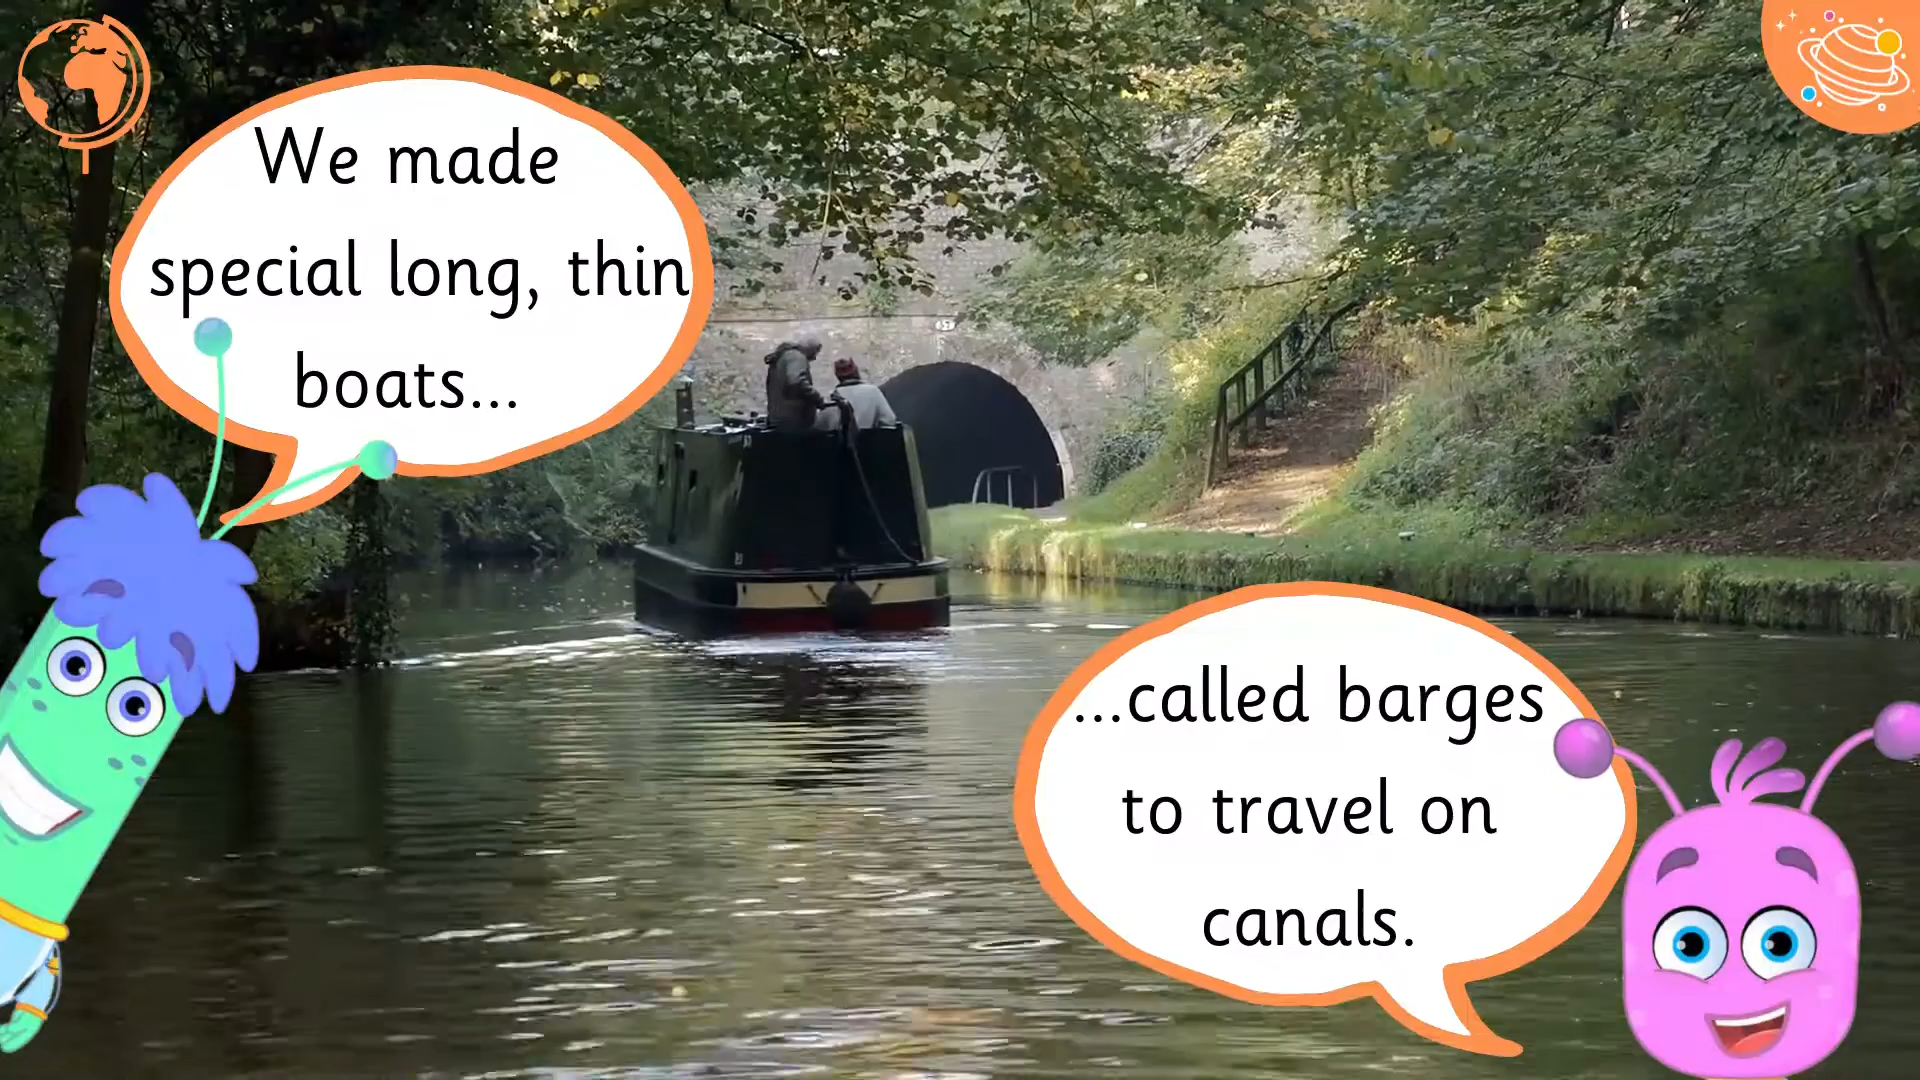 We made
special long, thin
boats...
...called barges
to travel on
canals.